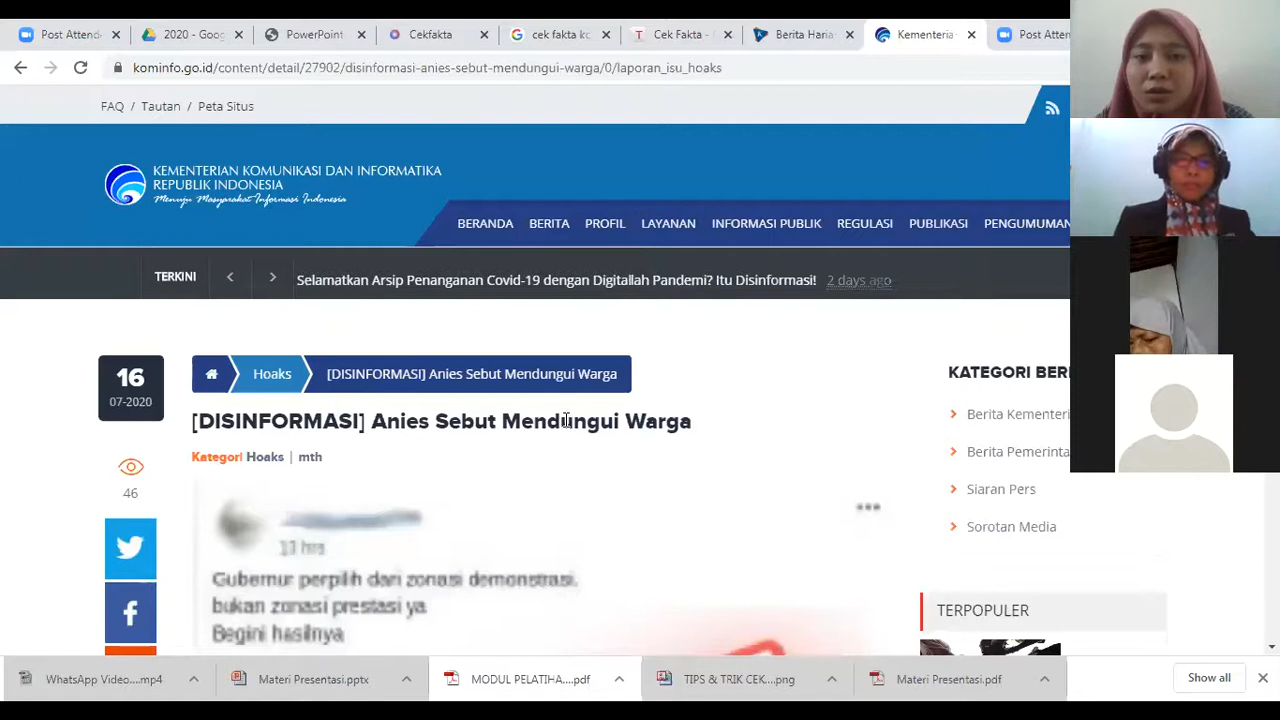 Post Attende
2020 - Goog
PowerPoint
Cekfakta
cek fakta ko
Cek Fakta -
Berita Haria
Kementeria
Post Atten
kominfo.go.id/content/detail/27902/disinformasi-anies-sebut-mendungui-warga/0/laporan_isu_hoaks
FAQ / Tautan / Peta Situs
KEMENTERIAN KOMUNIKASI DAN INFORMATIKA
REPUBLIK INDONESIA
Menuju Masyarakat Informasi Indonesia
BERANDA BERITA PROFIL LAYANAN INFORMASI PUBLIK REGULASI PUBLIKASI PENGUMUMAN
TERKINI
Selamatkan Arsip Penanganan Covid-19 dengan Digitallah Pandemi? Itu Disinformasi! 2 days ago
16
07-2020
Hoaks
[DISINFORMASI] Anies Sebut Mendungui Warga
[DISINFORMASI] Anies Sebut Mendungui Warga
Kategori Hoaks | mth
46
13 hrs
Gubernur perpilih dari zonasi demonstrasi,
bukan zonasi prestasi ya
Begini hasilnya
KATEGORI BERI
Berita Kementeri
Berita Pemerinta
Siaran Pers
Sorotan Media
TERPOPULER
WhatsApp Video....mp4
Materi Presentasi.pptx
MODUL PELATIHA....pdf
TIPS & TRIK CEK....png
Materi Presentasi.pdf
Show all